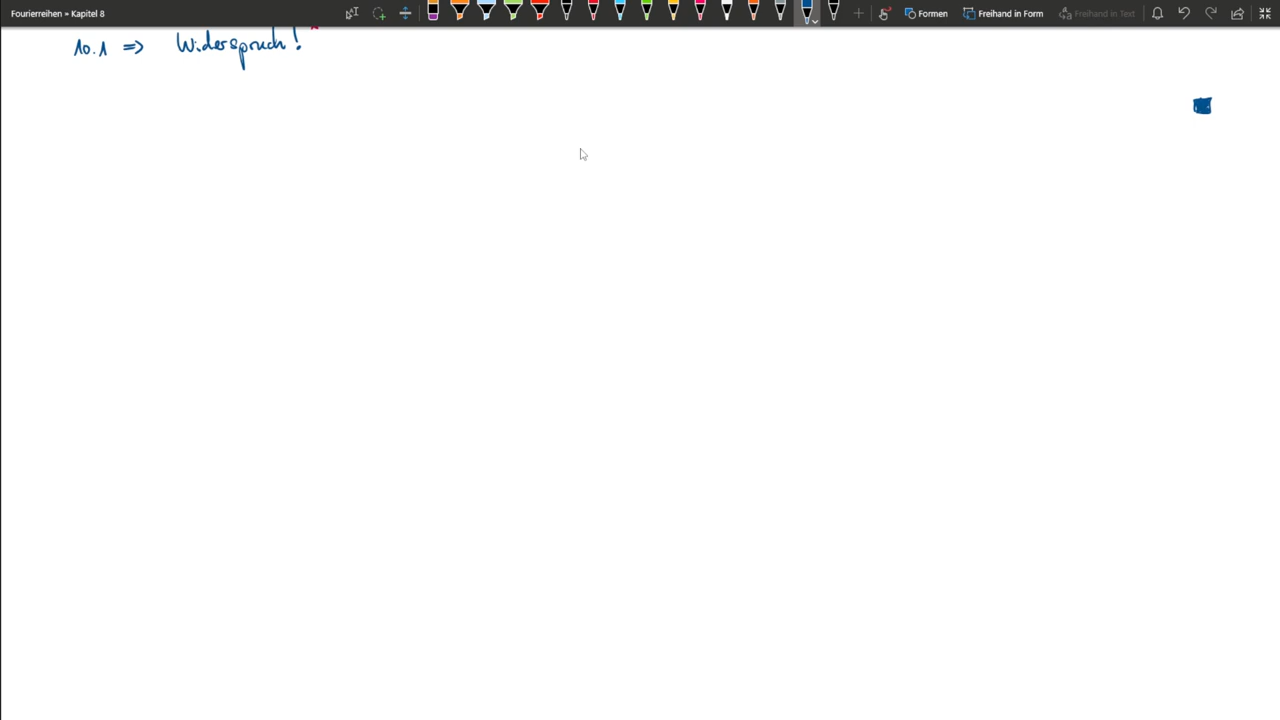 Fourierreihen » Kapitel 8
Formen
Freihand in Form
Freihand in Text
10.1 => Widerspruch!